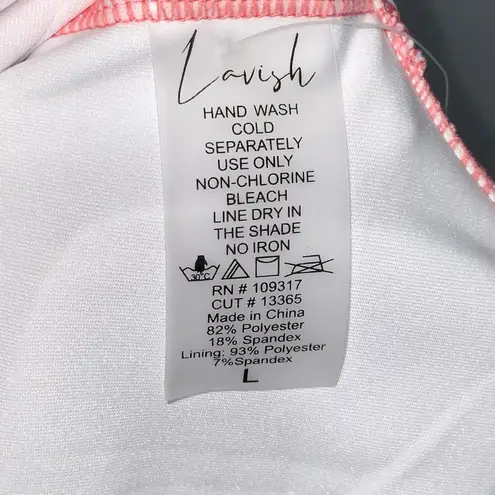 Lavish
HAND WASH
COLD
SEPARATELY
USE ONLY
NON-CHLORINE
BLEACH
LINE DRY IN
THE SHADE
NO IRON
30°C
RN # 109317
CUT # 13365
Made in China
82% Polyester
18% Spandex
Lining: 93% Polyester
7%Spandex
L